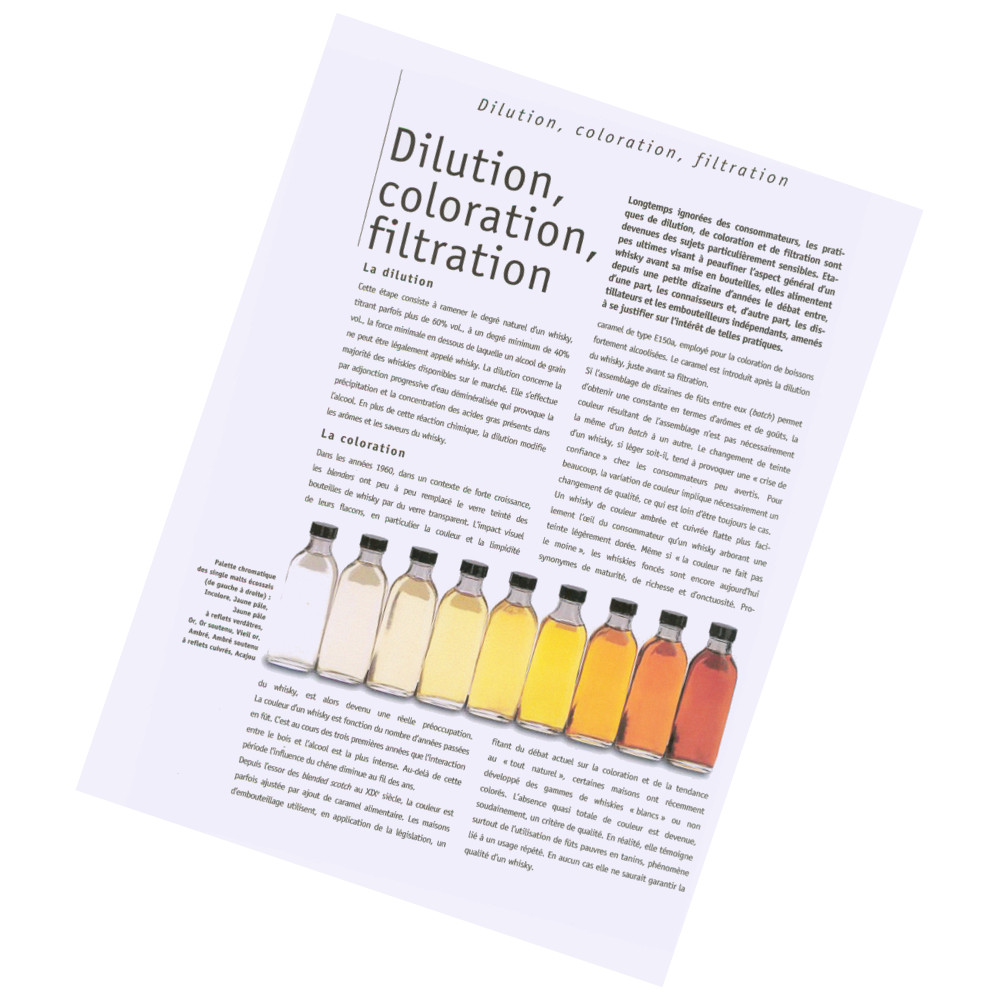 Dilution, coloration, filtration
Dilution,
coloration,
filtration
Longtemps ignorées des consommateurs, les prati-
ques de dilution, de coloration et de filtration sont
devenues des sujets particulièrement sensibles. Eta-
pes ultimes visant à peaufiner l'aspect général d'un
whisky avant sa mise en bouteilles, elles alimentent
depuis une petite dizaine d'années le débat entre,
d'une part, les connaisseurs et, d'autre part, les dis-
tillateurs et les embouteilleurs indépendants, amenés
à se justifier sur l'intérêt de telles pratiques.
La dilution
Cette étape consiste à ramener le degré naturel d'un whisky,
titrant parfois plus de 60% vol., à un degré minimum de 40%
vol., la force minimale en dessous de laquelle un alcool de grain
ne peut être légalement appelé whisky. La dilution concerne la
majorité des whiskies disponibles sur le marché. Elle s'effectue
par adjonction progressive d'eau déminéralisée qui provoque la
précipitation et la concentration des acides gras présents dans
l'alcool. En plus de cette réaction chimique, la dilution modifie
les arômes et les saveurs du whisky.
La coloration
Dans les années 1960, dans un contexte de forte croissance,
les blenders ont peu à peu remplacé le verre teinté des
bouteilles de whisky par du verre transparent. L'impact visuel
de leurs flacons, en particulier la couleur et la limpidité
Palette chromatique
des single malts écossais
(de gauche à droite) :
Incolore, Jaune pâle,
Jaune pâle
à reflets verdâtres,
Or, Or soutenu, Vieil or,
Ambré, Ambré soutenu
à reflets cuivrés, Acajou
du whisky, est alors devenu une réelle préoccupation.
La couleur d'un whisky est fonction du nombre d'années passées
en fût. C'est au cours des trois premières années que l'interaction
entre le bois et l'alcool est la plus intense. Au-delà de cette
période l'influence du chêne diminue au fil des ans.
Depuis l'essor des blended scotch au XIXe siècle, la couleur est
parfois ajustée par ajout de caramel alimentaire. Les maisons
d'embouteillage utilisent, en application de la législation, un
caramel de type E150a, employé pour la coloration de boissons
fortement alcoolisées. Le caramel est introduit après la dilution
du whisky, juste avant sa filtration.
Si l'assemblage de dizaines de fûts entre eux (batch) permet
d'obtenir une constante en termes d'arômes et de goûts, la
couleur résultant de l'assemblage n'est pas nécessairement
la même d'un batch à un autre. Le changement de teinte
d'un whisky, si léger soit-il, tend à provoquer une « crise de
confiance » chez les consommateurs peu avertis. Pour
beaucoup, la variation de couleur implique nécessairement un
changement de qualité, ce qui est loin d'être toujours le cas.
Un whisky de couleur ambrée et cuivrée flatte plus faci-
lement l'œil du consommateur qu'un whisky arborant une
teinte légèrement dorée. Même si « la couleur ne fait pas
le moine », les whiskies foncés sont encore aujourd'hui
synonymes de maturité, de richesse et d'onctuosité. Pro-
fitant du débat actuel sur la coloration et de la tendance
au « tout naturel », certaines maisons ont récemment
développé des gammes de whiskies « blancs » ou non
colorés. L'absence quasi totale de couleur est devenue,
soudainement, un critère de qualité. En réalité, elle témoigne
surtout de l'utilisation de fûts pauvres en tanins, phénomène
lié à un usage répété. En aucun cas elle ne saurait garantir la
qualité d'un whisky.